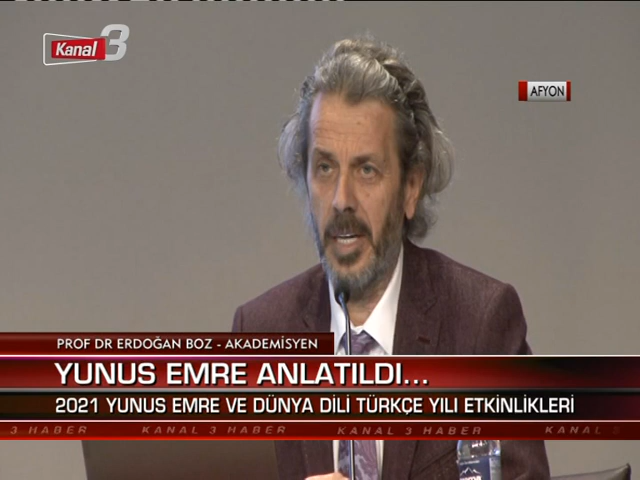 Kanal 3
AFYON
PROF DR ERDOĞAN BOZ - AKADEMİSYEN
YUNUS EMRE ANLATILDI...
2021 YUNUS EMRE VE DÜNYA DİLİ TÜRKÇE YILI ETKİNLİKLERİ
3 HABER KANAL 3 HABER KANAL 3 HABER KANAL 3